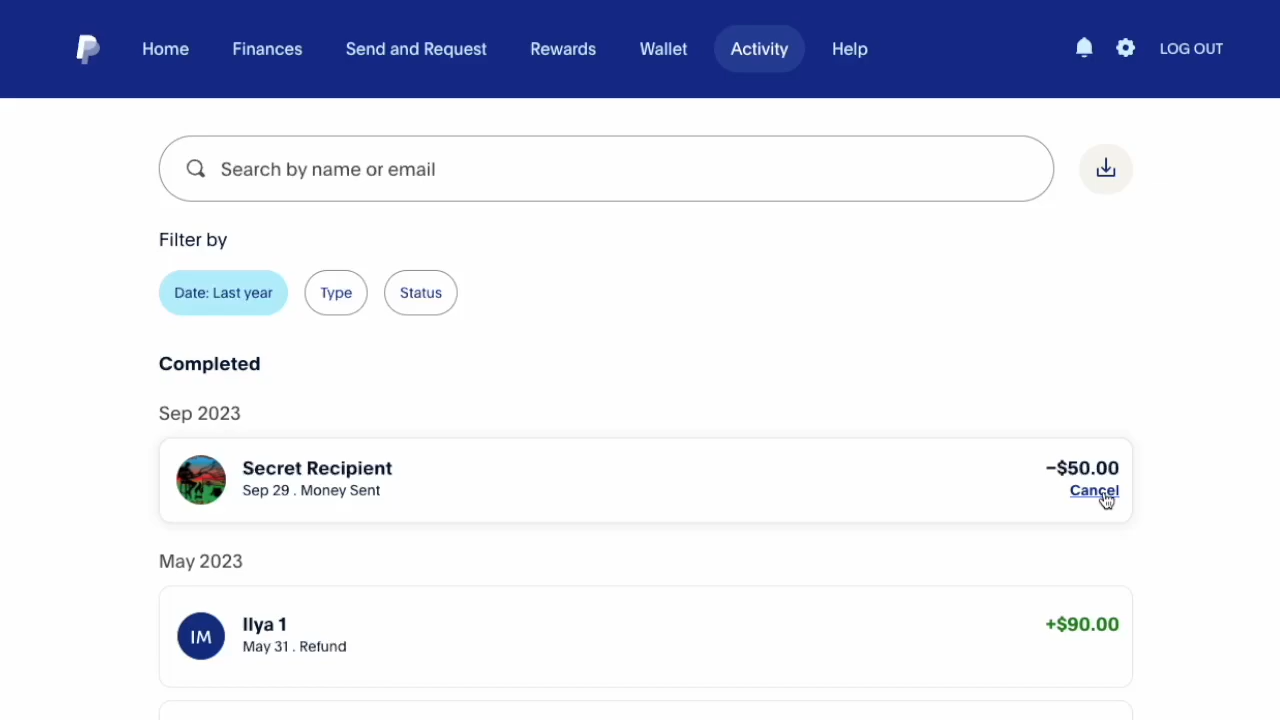 Home Finances Send and Request Rewards Wallet Activity Help LOG OUT
Search by name or email
Filter by
Date: Last year Type Status
Completed
Sep 2023
Secret Recipient −$50.00
Sep 29 . Money Sent Cancel
May 2023
IM Ilya 1 +$90.00
May 31 . Refund